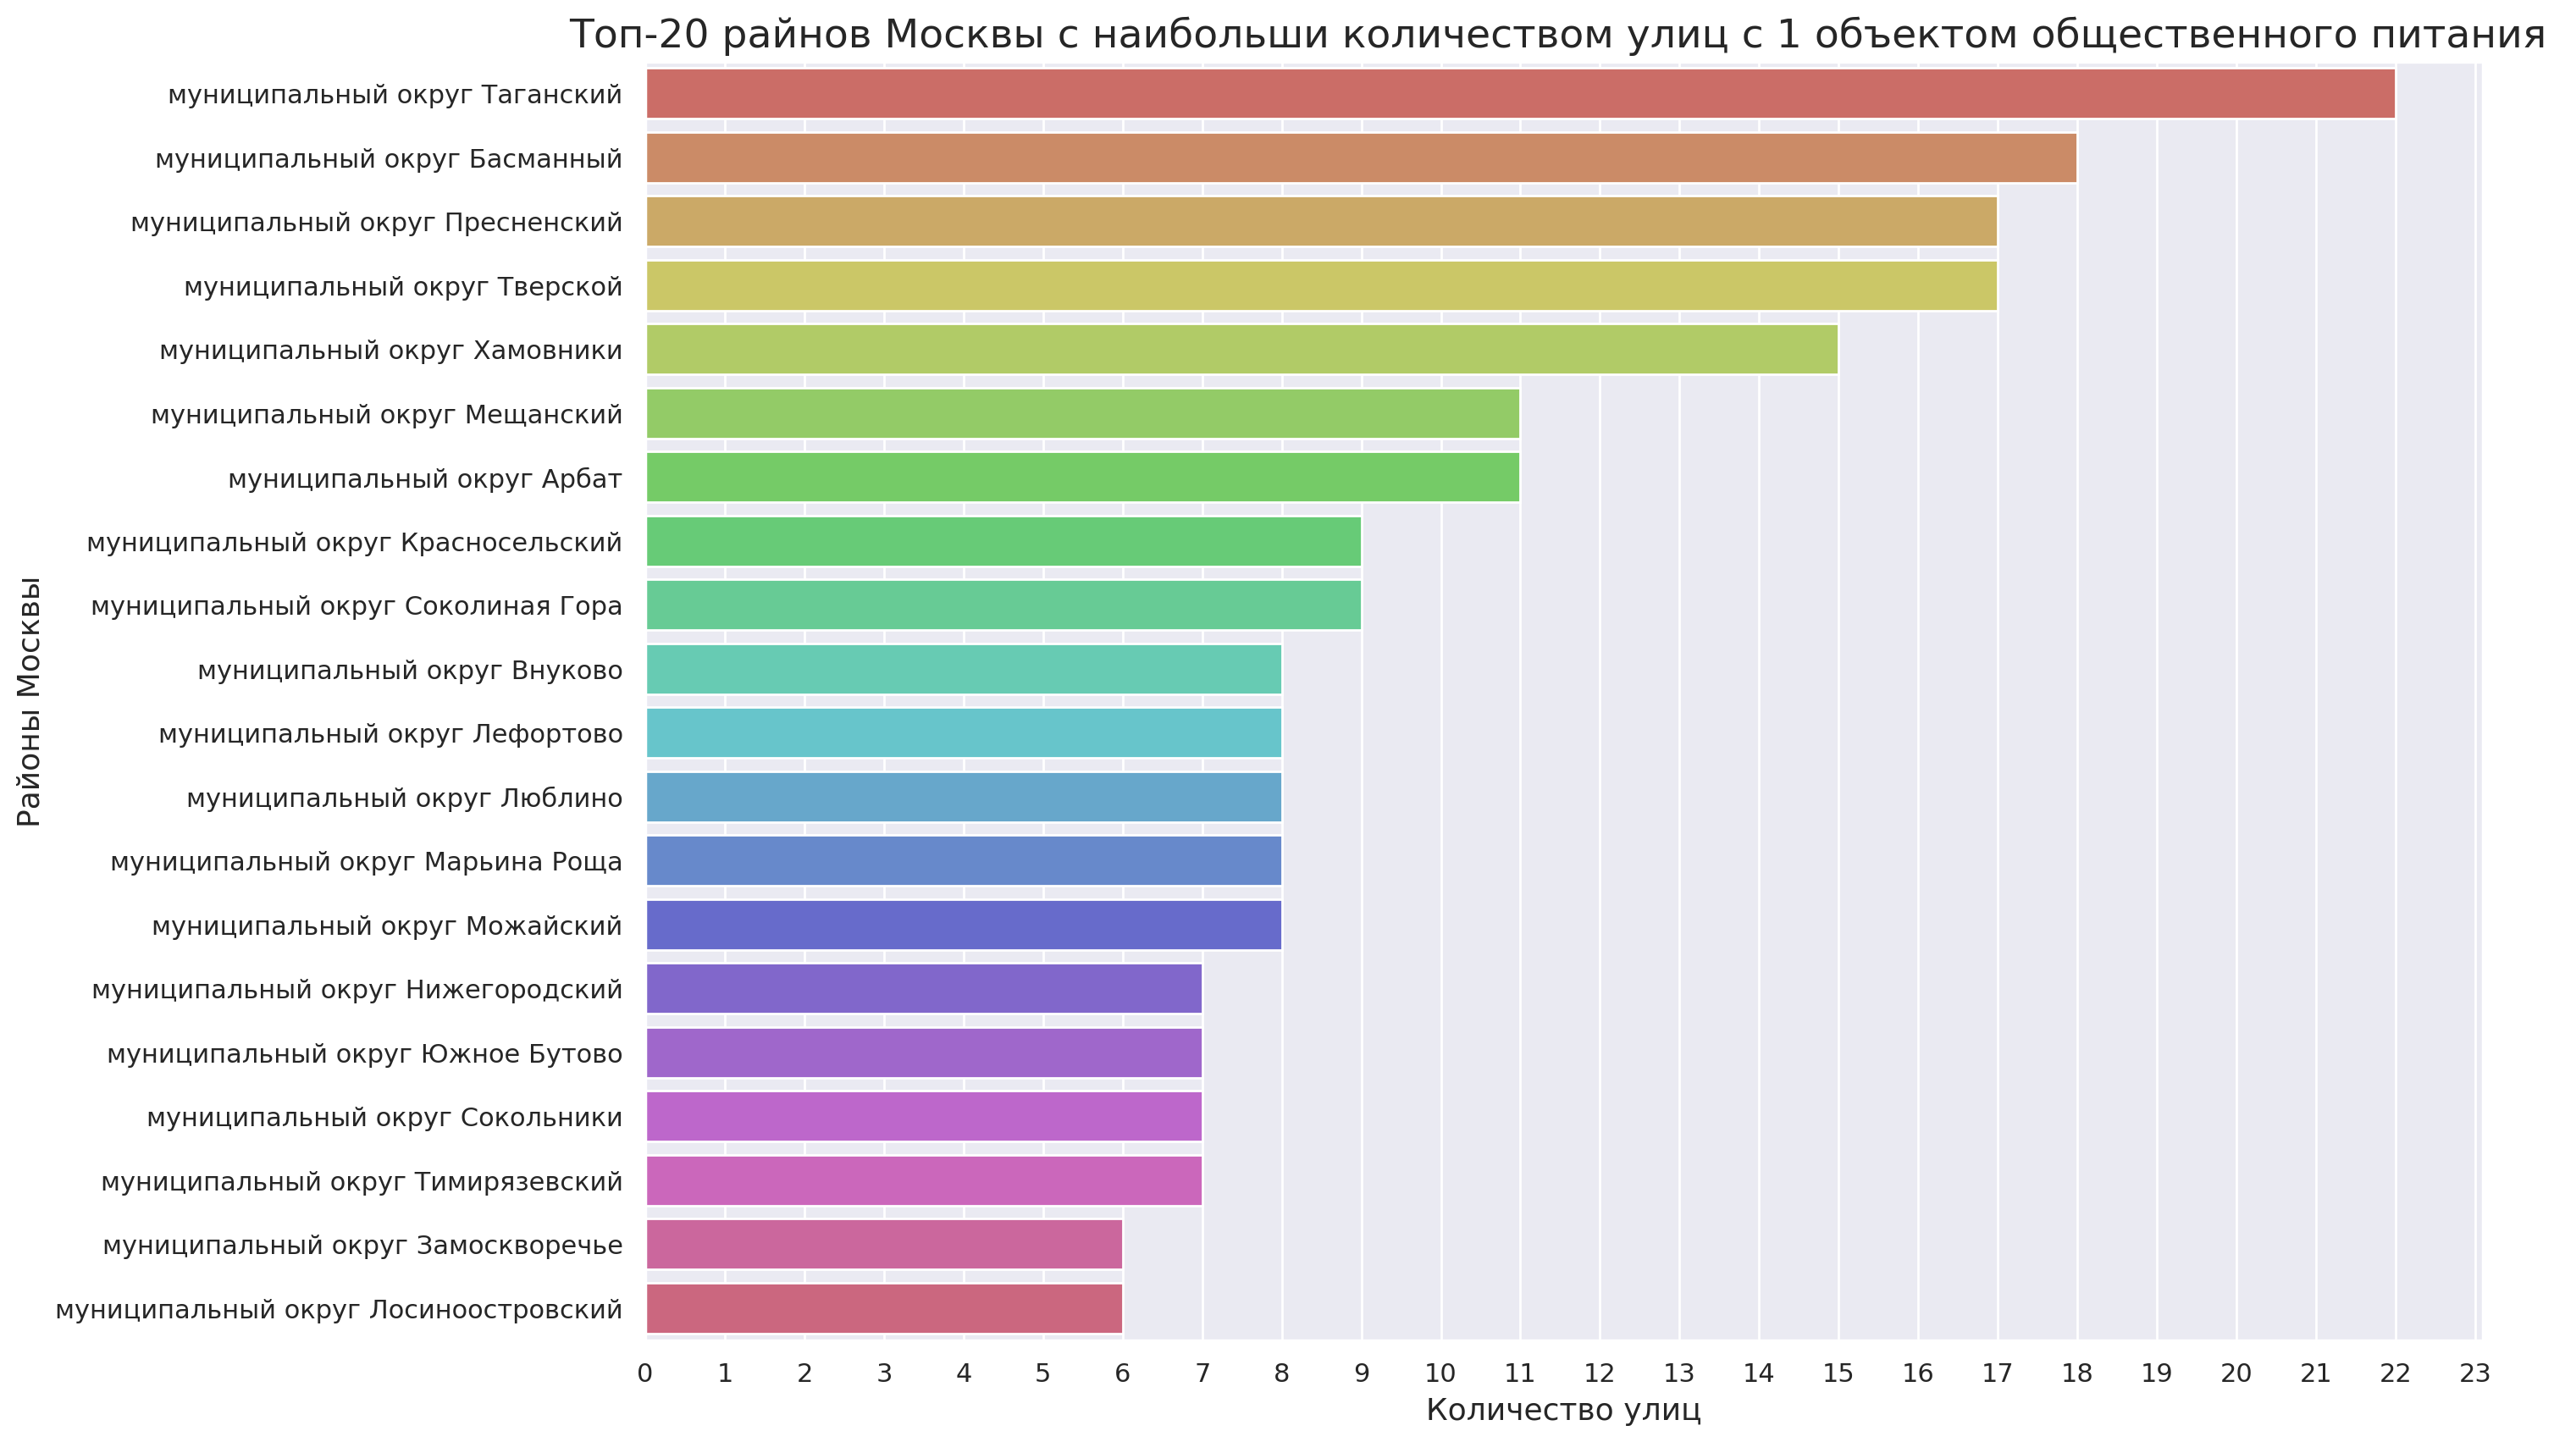 Топ-20 райнов Москвы с наибольши количеством улиц с 1 объектом общественного питания
муниципальный округ Таганский
муниципальный округ Басманный
муниципальный округ Пресненский
муниципальный округ Тверской
муниципальный округ Хамовники
муниципальный округ Мещанский
муниципальный округ Арбат
муниципальный округ Красносельский
муниципальный округ Соколиная Гора
муниципальный округ Внуково
муниципальный округ Лефортово
муниципальный округ Люблино
муниципальный округ Марьина Роща
муниципальный округ Можайский
муниципальный округ Нижегородский
муниципальный округ Южное Бутово
муниципальный округ Сокольники
муниципальный округ Тимирязевский
муниципальный округ Замоскворечье
муниципальный округ Лосиноостровский
Районы Москвы
0 1 2 3 4 5 6 7 8 9 10 11 12 13 14 15 16 17 18 19 20 21 22 23
Количество улиц